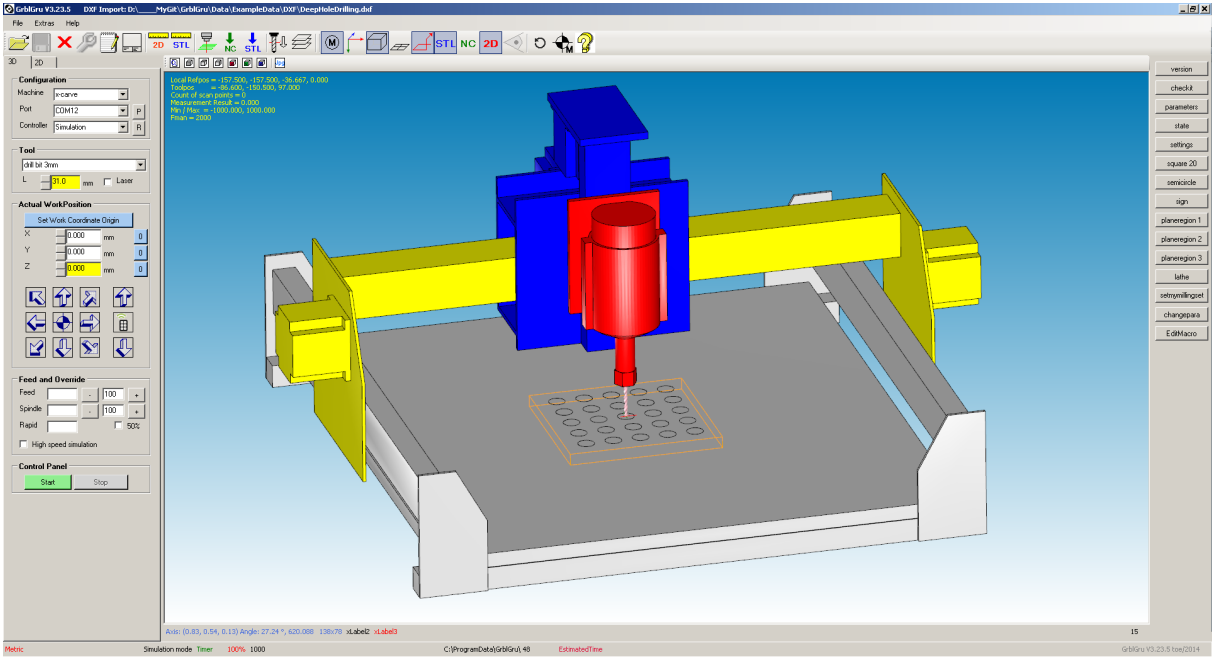 GrblGru V3.23.5 DXF Import: D:\____MyGit\GrblGru\Data\ExampleData\DXF\DeepHoleDrilling.dxf
File Extras Help
2D STL NC STL M STL NC 2D M
3D 2D
Configuration
Machine x-carve
Port COM12 P
Controller Simulation R
Tool
drill bit 3mm
L 31.0 mm Laser
Actual WorkPosition
Set Work Coordinate Origin
X 0.000 mm 0
Y 0.000 mm 0
Z 0.000 mm 0
Feed and Override
Feed - 100 +
Spindle - 100 +
Rapid 50%
High speed simulation
Control Panel
Start Stop
Local Refpos = -157.500, -157.500, -36.667, 0.000
Toolpos = -86.600, -150.500, 97.000
Count of scan points = 0
Measurement Result = 0.000
Min / Max = -1000.000, 1000.000
Fman = 2000
version
checkit
parameters
state
settings
square 20
semicircle
sign
planeregion 1
planeregion 2
planeregion 3
lathe
setmymillingset
changepara
EditMacro
Axis: (0.83, 0.54, 0.13) Angle: 27.24 °, 620.088 138x78 xLabel2 xLabel3 15
Metric Simulation mode Timer 100% 1000 C:\ProgramData\GrblGru\ 48 EstimatedTime GrblGru V3.23.5 toe/2014